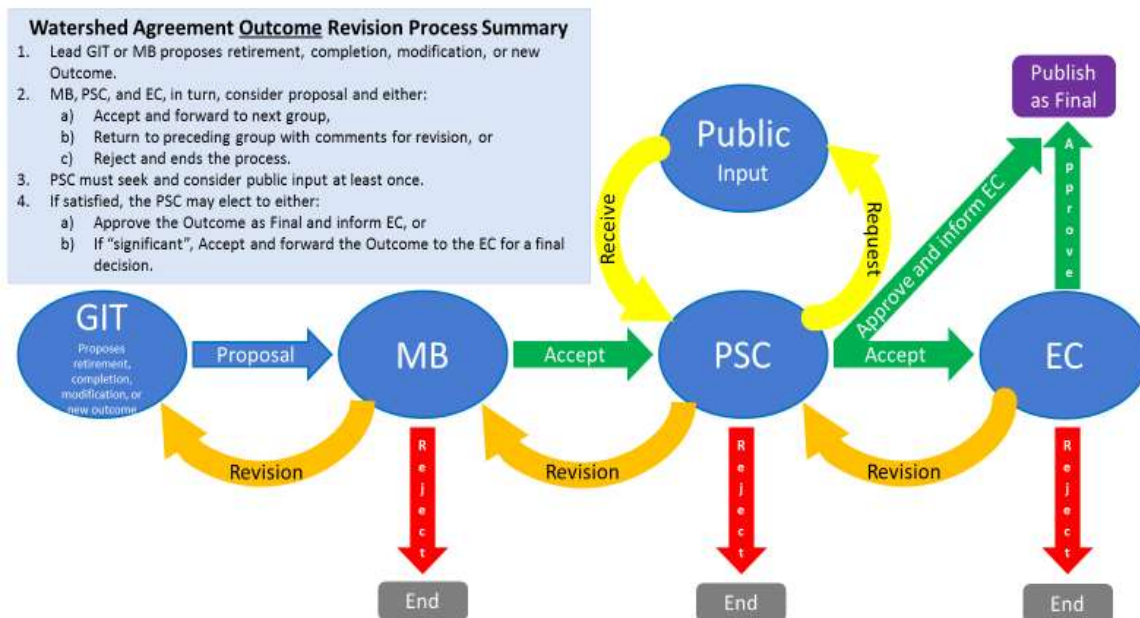 Watershed Agreement Outcome Revision Process Summary
1. Lead GIT or MB proposes retirement, completion, modification, or new
Outcome.
2. MB, PSC, and EC, in turn, consider proposal and either:
a) Accept and forward to next group,
b) Return to preceding group with comments for revision, or
c) Reject and ends the process.
3. PSC must seek and consider public input at least once.
4. If satisfied, the PSC may elect to either:
a) Approve the Outcome as Final and inform EC, or
b) If “significant”, Accept and forward the Outcome to the EC for a final
decision.
Publish
as Final
Public
Input
Receive
Request
Approve and inform EC
Approve
GIT
Proposes
retirement,
completion,
modification, or
new outcome
Proposal
MB
Accept
PSC
Accept
EC
Revision
Revision
Revision
Reject
Reject
Reject
End
End
End